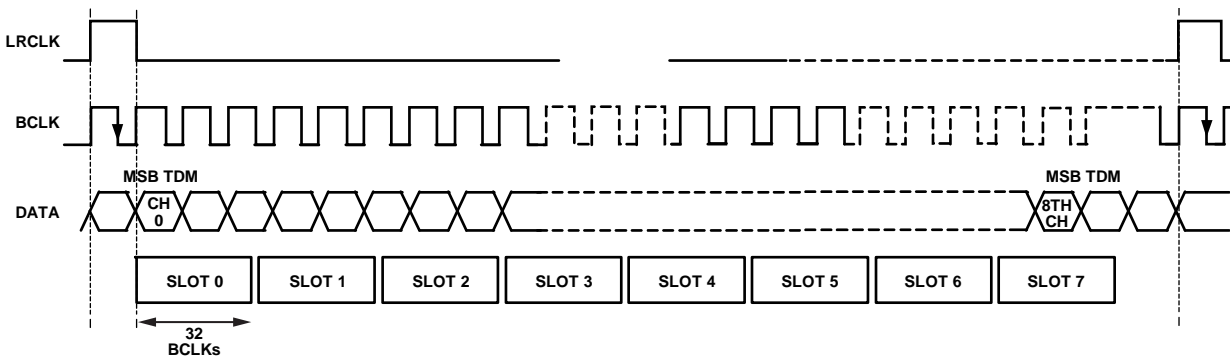 LRCLK
BCLK
MSB TDM
MSB TDM
DATA
CH
0
8TH
CH
SLOT 0
SLOT 1
SLOT 2
SLOT 3
SLOT 4
SLOT 5
SLOT 6
SLOT 7
32
BCLKs